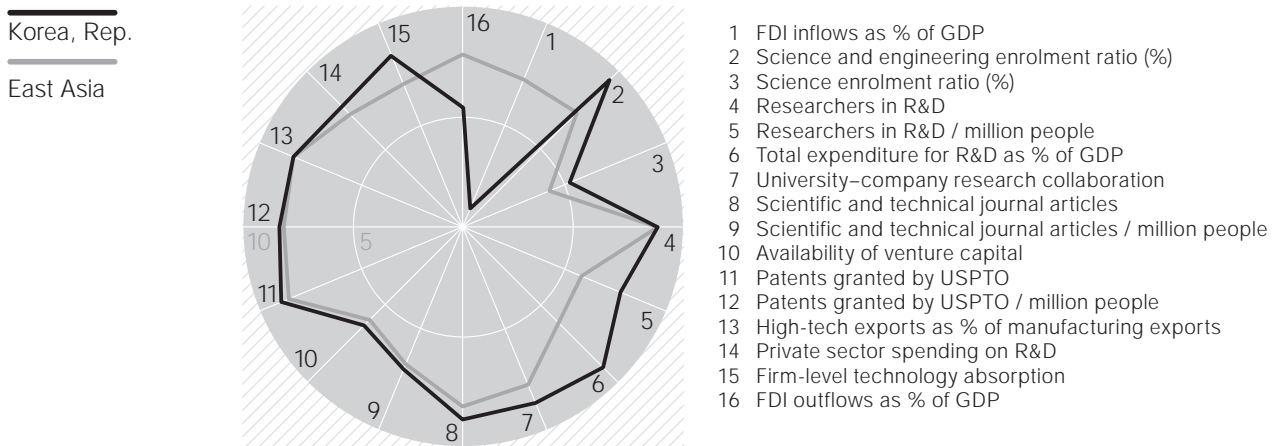 Korea, Rep.
East Asia
16
1
2
3
4
5
6
7
8
9
10
11
12
13
14
15
10
5
1 FDI inflows as % of GDP
2 Science and engineering enrolment ratio (%)
3 Science enrolment ratio (%)
4 Researchers in R&D
5 Researchers in R&D / million people
6 Total expenditure for R&D as % of GDP
7 University–company research collaboration
8 Scientific and technical journal articles
9 Scientific and technical journal articles / million people
10 Availability of venture capital
11 Patents granted by USPTO
12 Patents granted by USPTO / million people
13 High-tech exports as % of manufacturing exports
14 Private sector spending on R&D
15 Firm-level technology absorption
16 FDI outflows as % of GDP